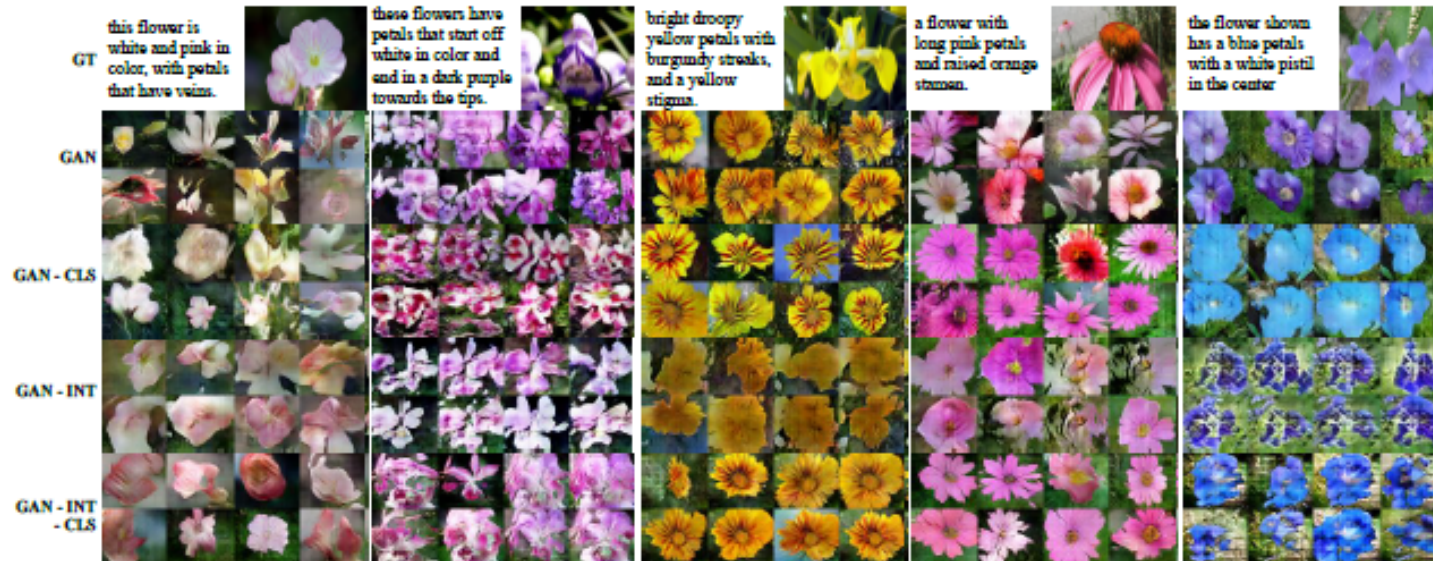 GT
this flower is
white and pink in
color, with petals
that have veins.
these flowers have
petals that start off
white in color and
end in a dark purple
towards the tips.
bright droopy
yellow petals with
burgundy streaks,
and a yellow
stigma.
a flower with
long pink petals
and raised orange
stamen.
the flower shown
has a blue petals
with a white pistil
in the center
GAN
GAN - CLS
GAN - INT
GAN - INT
- CLS